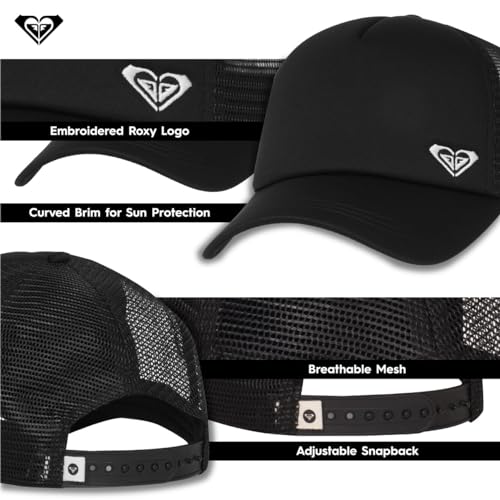 Embroidered Roxy Logo
Curved Brim for Sun Protection
Breathable Mesh
Adjustable Snapback